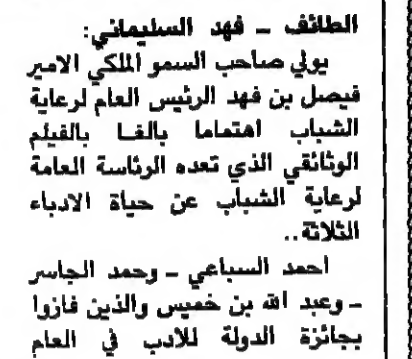 الطائف ـ فهد السليماني:
يولي صاحب السمو الملكي الامير
فيصل بن فهد الرئيس العام لرعاية
الشباب اهتماما بالغا بالفيلم
الوثائقي الذي تعده الرئاسة العامة
لرعاية الشباب عن حياة الادباء
الثلاثة..
احمد السباعي ـ وحمد الجاسر
ـ وعبد الله بن خميس والذين فازوا
بجائزة الدولة للأدب في العام